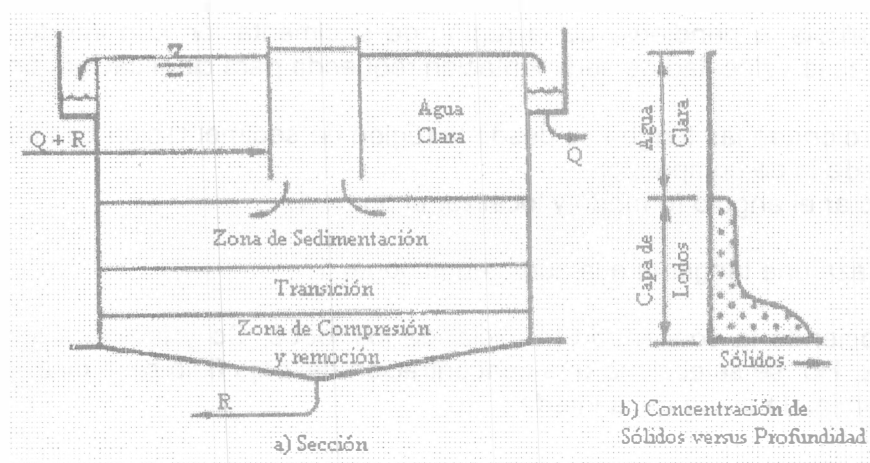 Agua
Clara
Q + R
Q
Zona de Sedimentación
Transición
Zona de Compresión
y remoción
R
a) Sección
Agua
Clara
Capa de
Lodos
Sólidos
b) Concentración de
Sólidos versus Profundidad